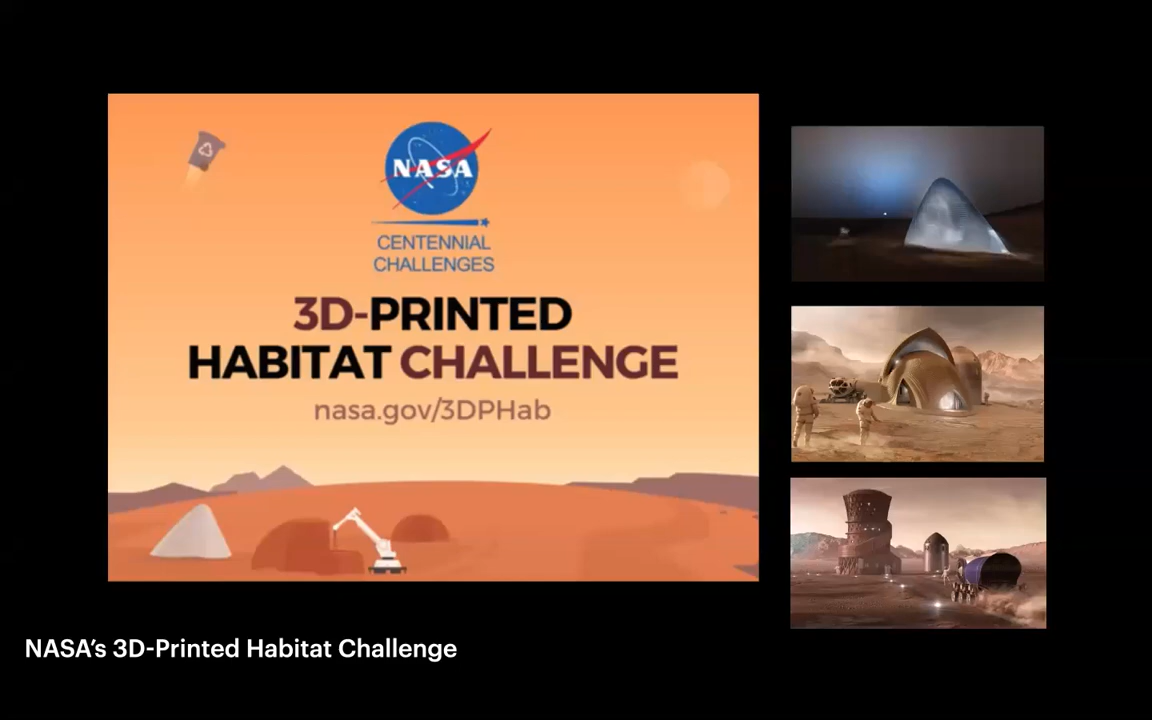 NASA
CENTENNIAL
CHALLENGES
3D-PRINTED
HABITAT CHALLENGE
nasa.gov/3DPHab
NASA’s 3D-Printed Habitat Challenge